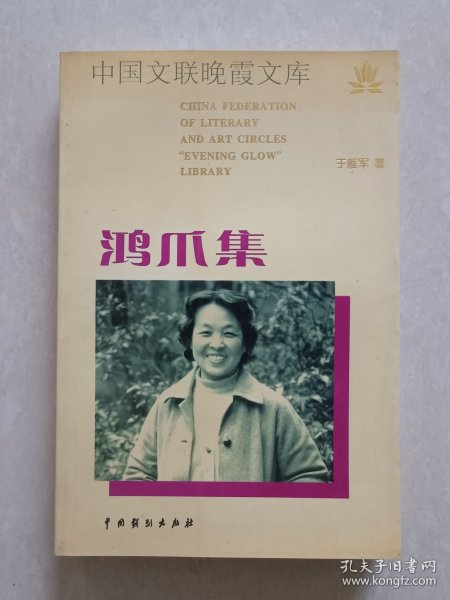 中国文联晚霞文库
CHINA FEDERATION
OF LITERARY
AND ART CIRCLES
"EVENING GLOW"
LIBRARY
于雁军 著
鸿爪集
中国戏剧出版社
孔夫子旧书网
www.kongfz.com